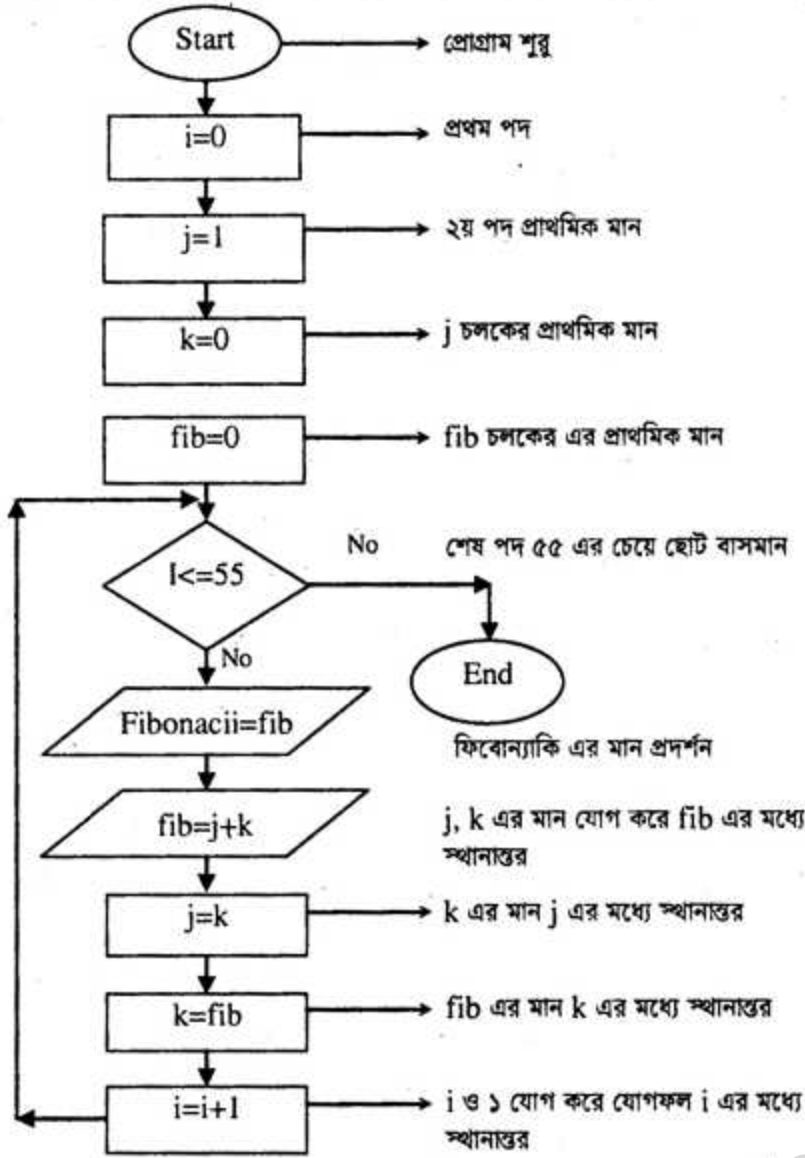 Start প্রোগ্রাম শুরু
i=0 প্রথম পদ
j=1 ২য় পদ প্রাথমিক মান
k=0 j চলকের প্রাথমিক মান
fib=0 fib চলকের এর প্রাথমিক মান
No শেষ পদ ৫৫ এর চেয়ে ছোট বাসমান
I<=55
No
End
Fibonacii=fib
ফিবোন্যাকি এর মান প্রদর্শন
fib=j+k j, k এর মান যোগ করে fib এর মধ্যে
স্থানান্তর
j=k k এর মান j এর মধ্যে স্থানান্তর
k=fib fib এর মান k এর মধ্যে স্থানান্তর
i=i+1 i ও ১ যোগ করে যোগফল i এর মধ্যে
স্থানান্তর